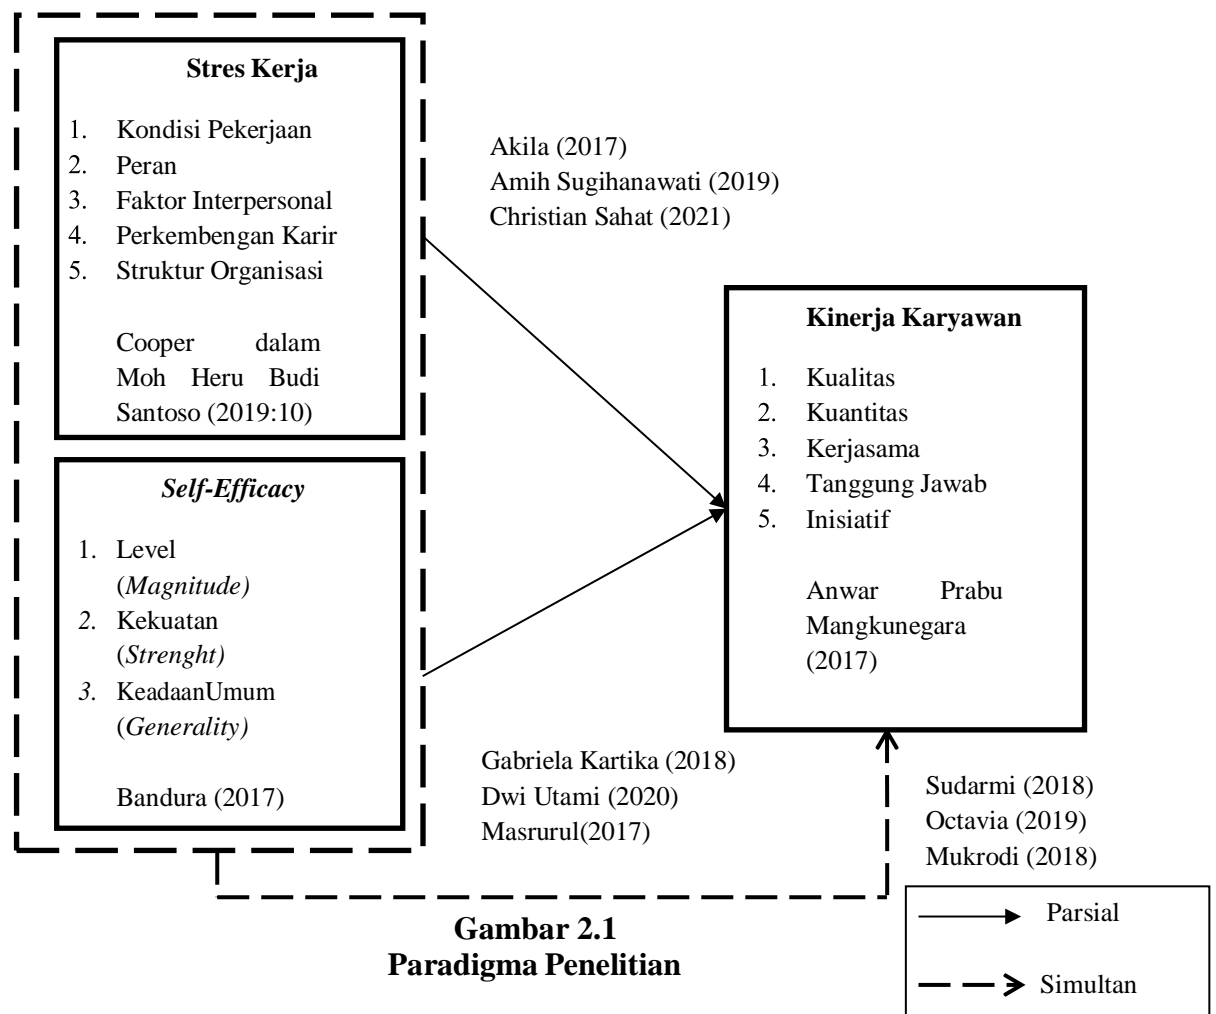 Stres Kerja
1. Kondisi Pekerjaan
2. Peran
3. Faktor Interpersonal
4. Perkembengan Karir
5. Struktur Organisasi
Cooper dalam
Moh Heru Budi
Santoso (2019:10)
Akila (2017)
Amih Sugihanawati (2019)
Christian Sahat (2021)
Self-Efficacy
1. Level
(Magnitude)
2. Kekuatan
(Strenght)
3. KeadaanUmum
(Generality)
Bandura (2017)
Kinerja Karyawan
1. Kualitas
2. Kuantitas
3. Kerjasama
4. Tanggung Jawab
5. Inisiatif
Anwar Prabu
Mangkunegara
(2017)
Gabriela Kartika (2018)
Dwi Utami (2020)
Masrurul(2017)
Sudarmi (2018)
Octavia (2019)
Mukrodi (2018)
Parsial
Simultan
Gambar 2.1
Paradigma Penelitian